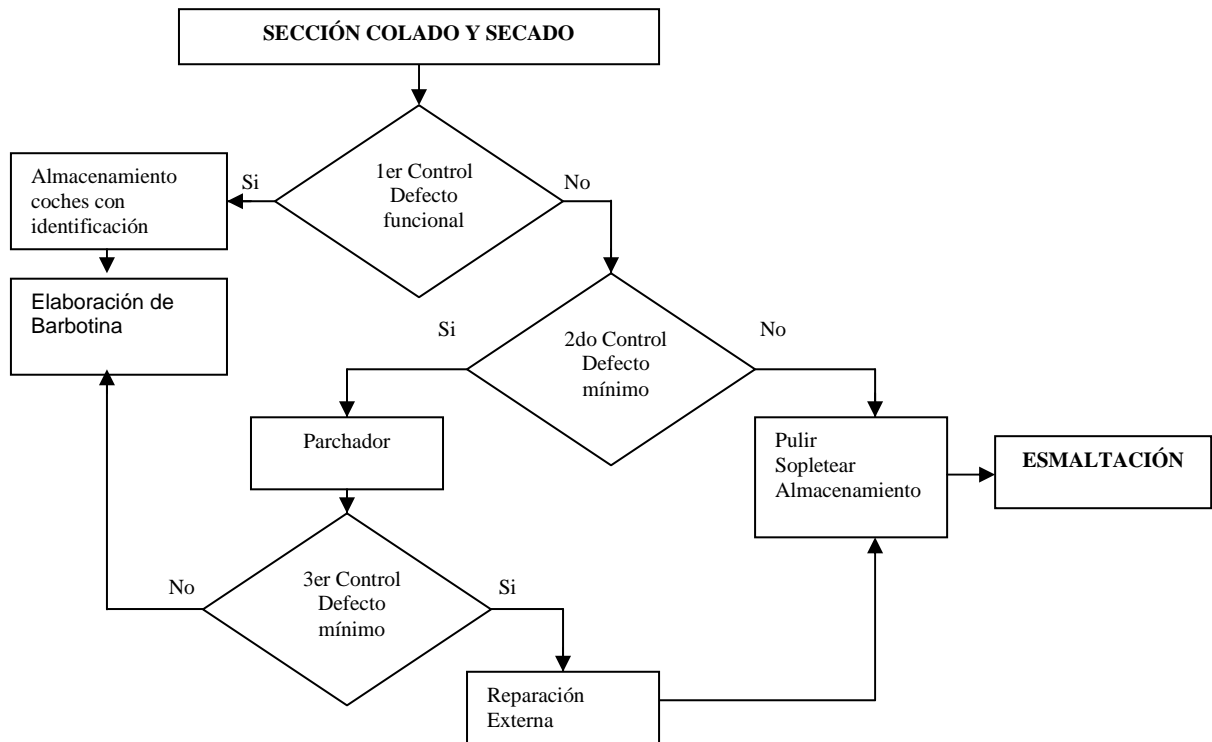 SECCIÓN COLADO Y SECADO
1er Control
Defecto
funcional
Si
No
Almacenamiento
coches con
identificación
Elaboración de
Barbotina
2do Control
Defecto
mínimo
Si
No
Parchador
Pulir
Sopletear
Almacenamiento
ESMALTACIÓN
3er Control
Defecto
mínimo
No
Si
Reparación
Externa